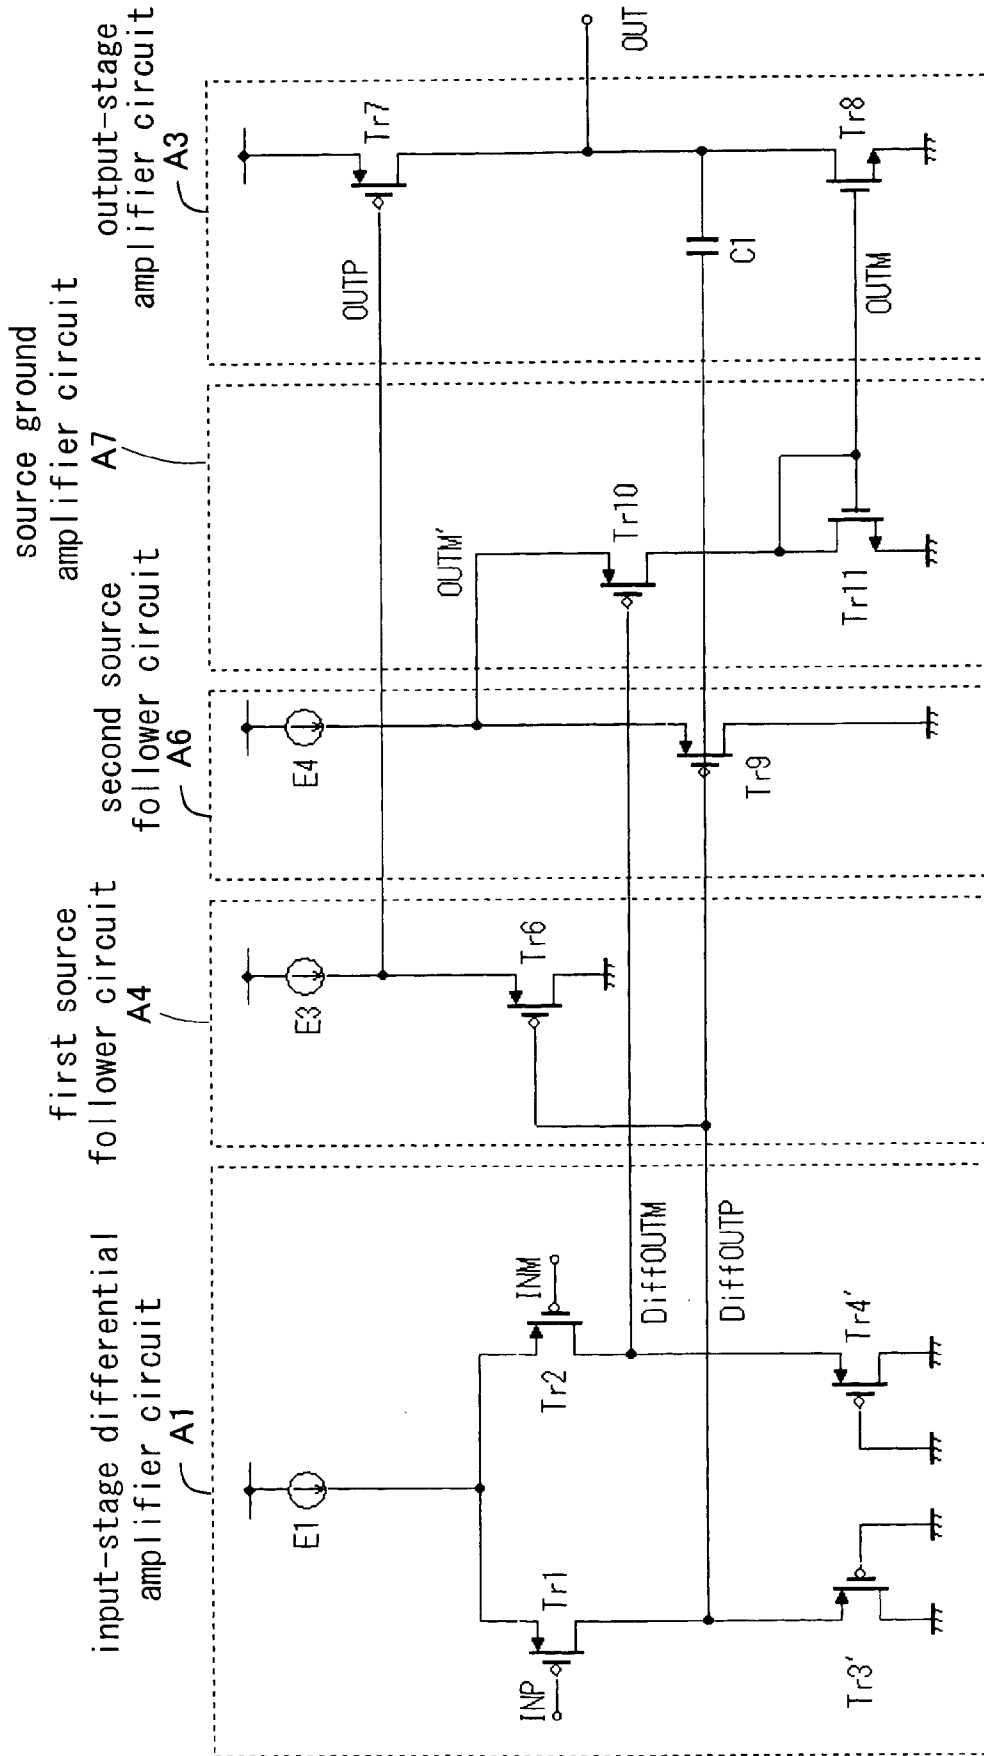 input-stage differential
amplifier circuit
A1
first source
follower circuit
A4
second source
follower circuit
A6
source ground
amplifier circuit
A7
output-stage
amplifier circuit
A3
E1
INP
Tr1
Tr2
INM
DiffOUTM
DiffOUTP
Tr3'
Tr4'
E3
Tr6
E4
Tr9
OUTM'
Tr10
Tr11
OUTP
Tr7
C1
OUTM
Tr8
OUT